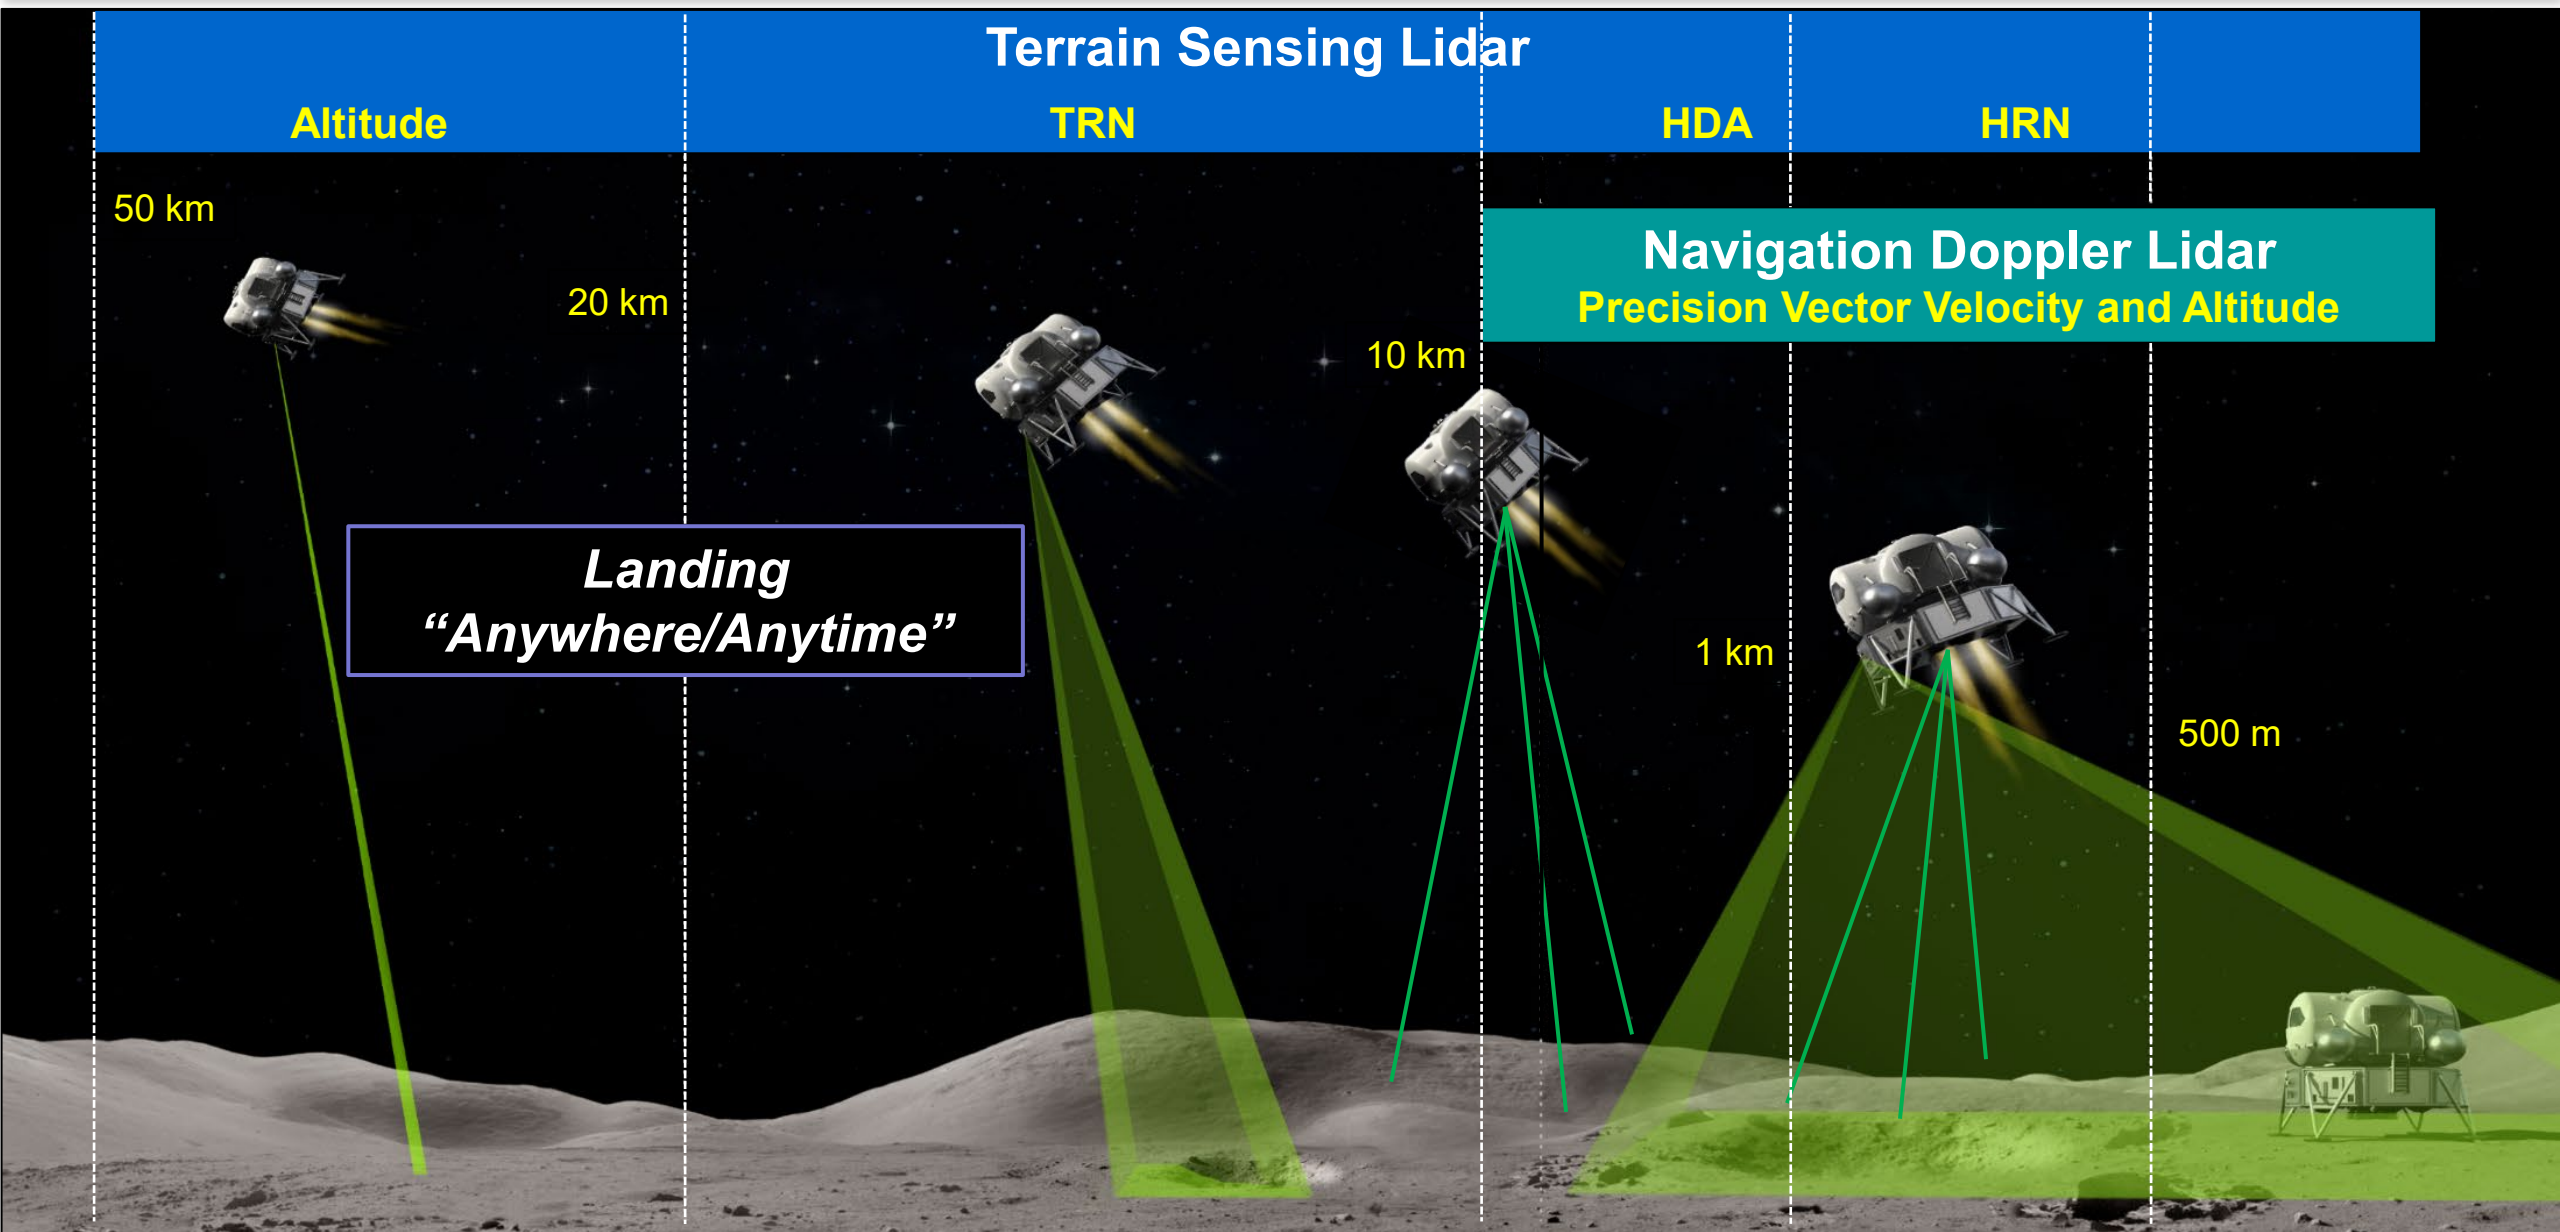 Terrain Sensing Lidar
Altitude
TRN
HDA
HRN
50 km
20 km
10 km
Navigation Doppler Lidar
Precision Vector Velocity and Altitude
Landing
“Anywhere/Anytime”
1 km
500 m